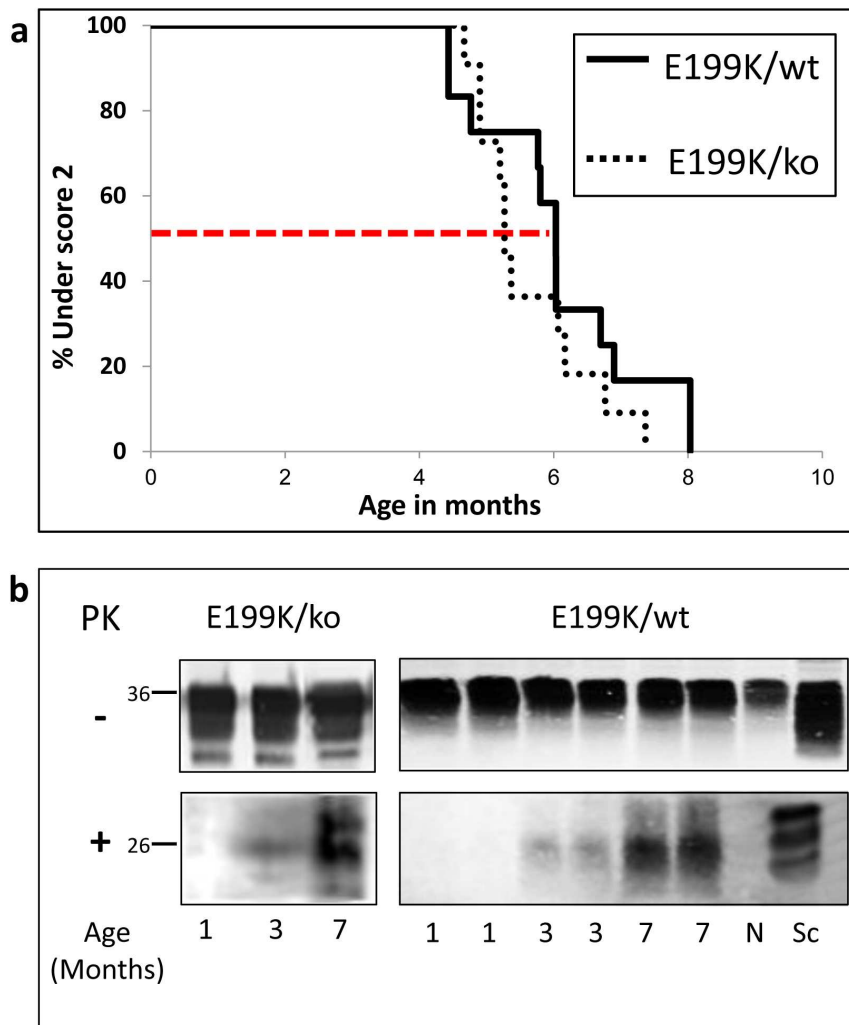 a
100
80
60
40
20
0
% Under score 2
0 2 4 6 8 10
Age in months
E199K/wt
E199K/ko
b
PK E199K/ko E199K/wt
36
-
+ 26
Age 1 3 7 1 1 3 3 7 7 N Sc
(Months)